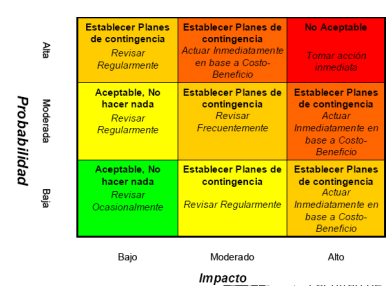 Establecer Planes de contingencia
Revisar Regularmente
Establecer Planes de contingencia
Actuar Inmediatamente en base a Costo-Beneficio
No Aceptable
Tomar acción inmediata
Alta
Aceptable, No hacer nada
Revisar Regularmente
Establecer Planes de contingencia
Revisar Frecuentemente
Establecer Planes de contingencia
Actuar Inmediatamente en base a Costo-Beneficio
Moderada
Probabilidad
Aceptable, No hacer nada
Revisar Ocasionalmente
Establecer Planes de contingencia
Revisar Regularmente
Establecer Planes de contingencia
Actuar Inmediatamente en base a Costo-Beneficio
Baja
Bajo
Moderado
Alto
Impacto